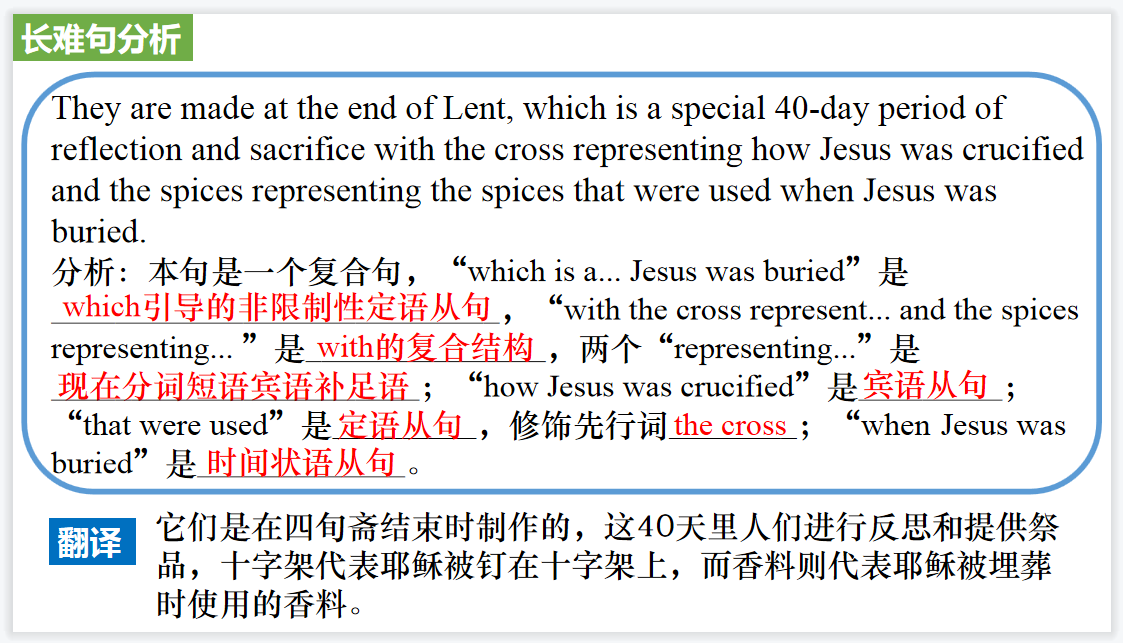 长难句分析
They are made at the end of Lent, which is a special 40-day period of
reflection and sacrifice with the cross representing how Jesus was crucified
and the spices representing the spices that were used when Jesus was
buried.
分析：本句是一个复合句，“which is a... Jesus was buried”是
which引导的非限制性定语从句，“with the cross represent... and the spices
representing... ”是with的复合结构，两个“representing...”是
现在分词短语宾语补足语；“how Jesus was crucified”是宾语从句；
“that were used”是定语从句，修饰先行词the cross；“when Jesus was
buried”是时间状语从句。
翻译
它们是在四旬斋结束时制作的，这40天里人们进行反思和提供祭
品，十字架代表耶稣被钉在十字架上，而香料则代表耶稣被埋葬
时使用的香料。